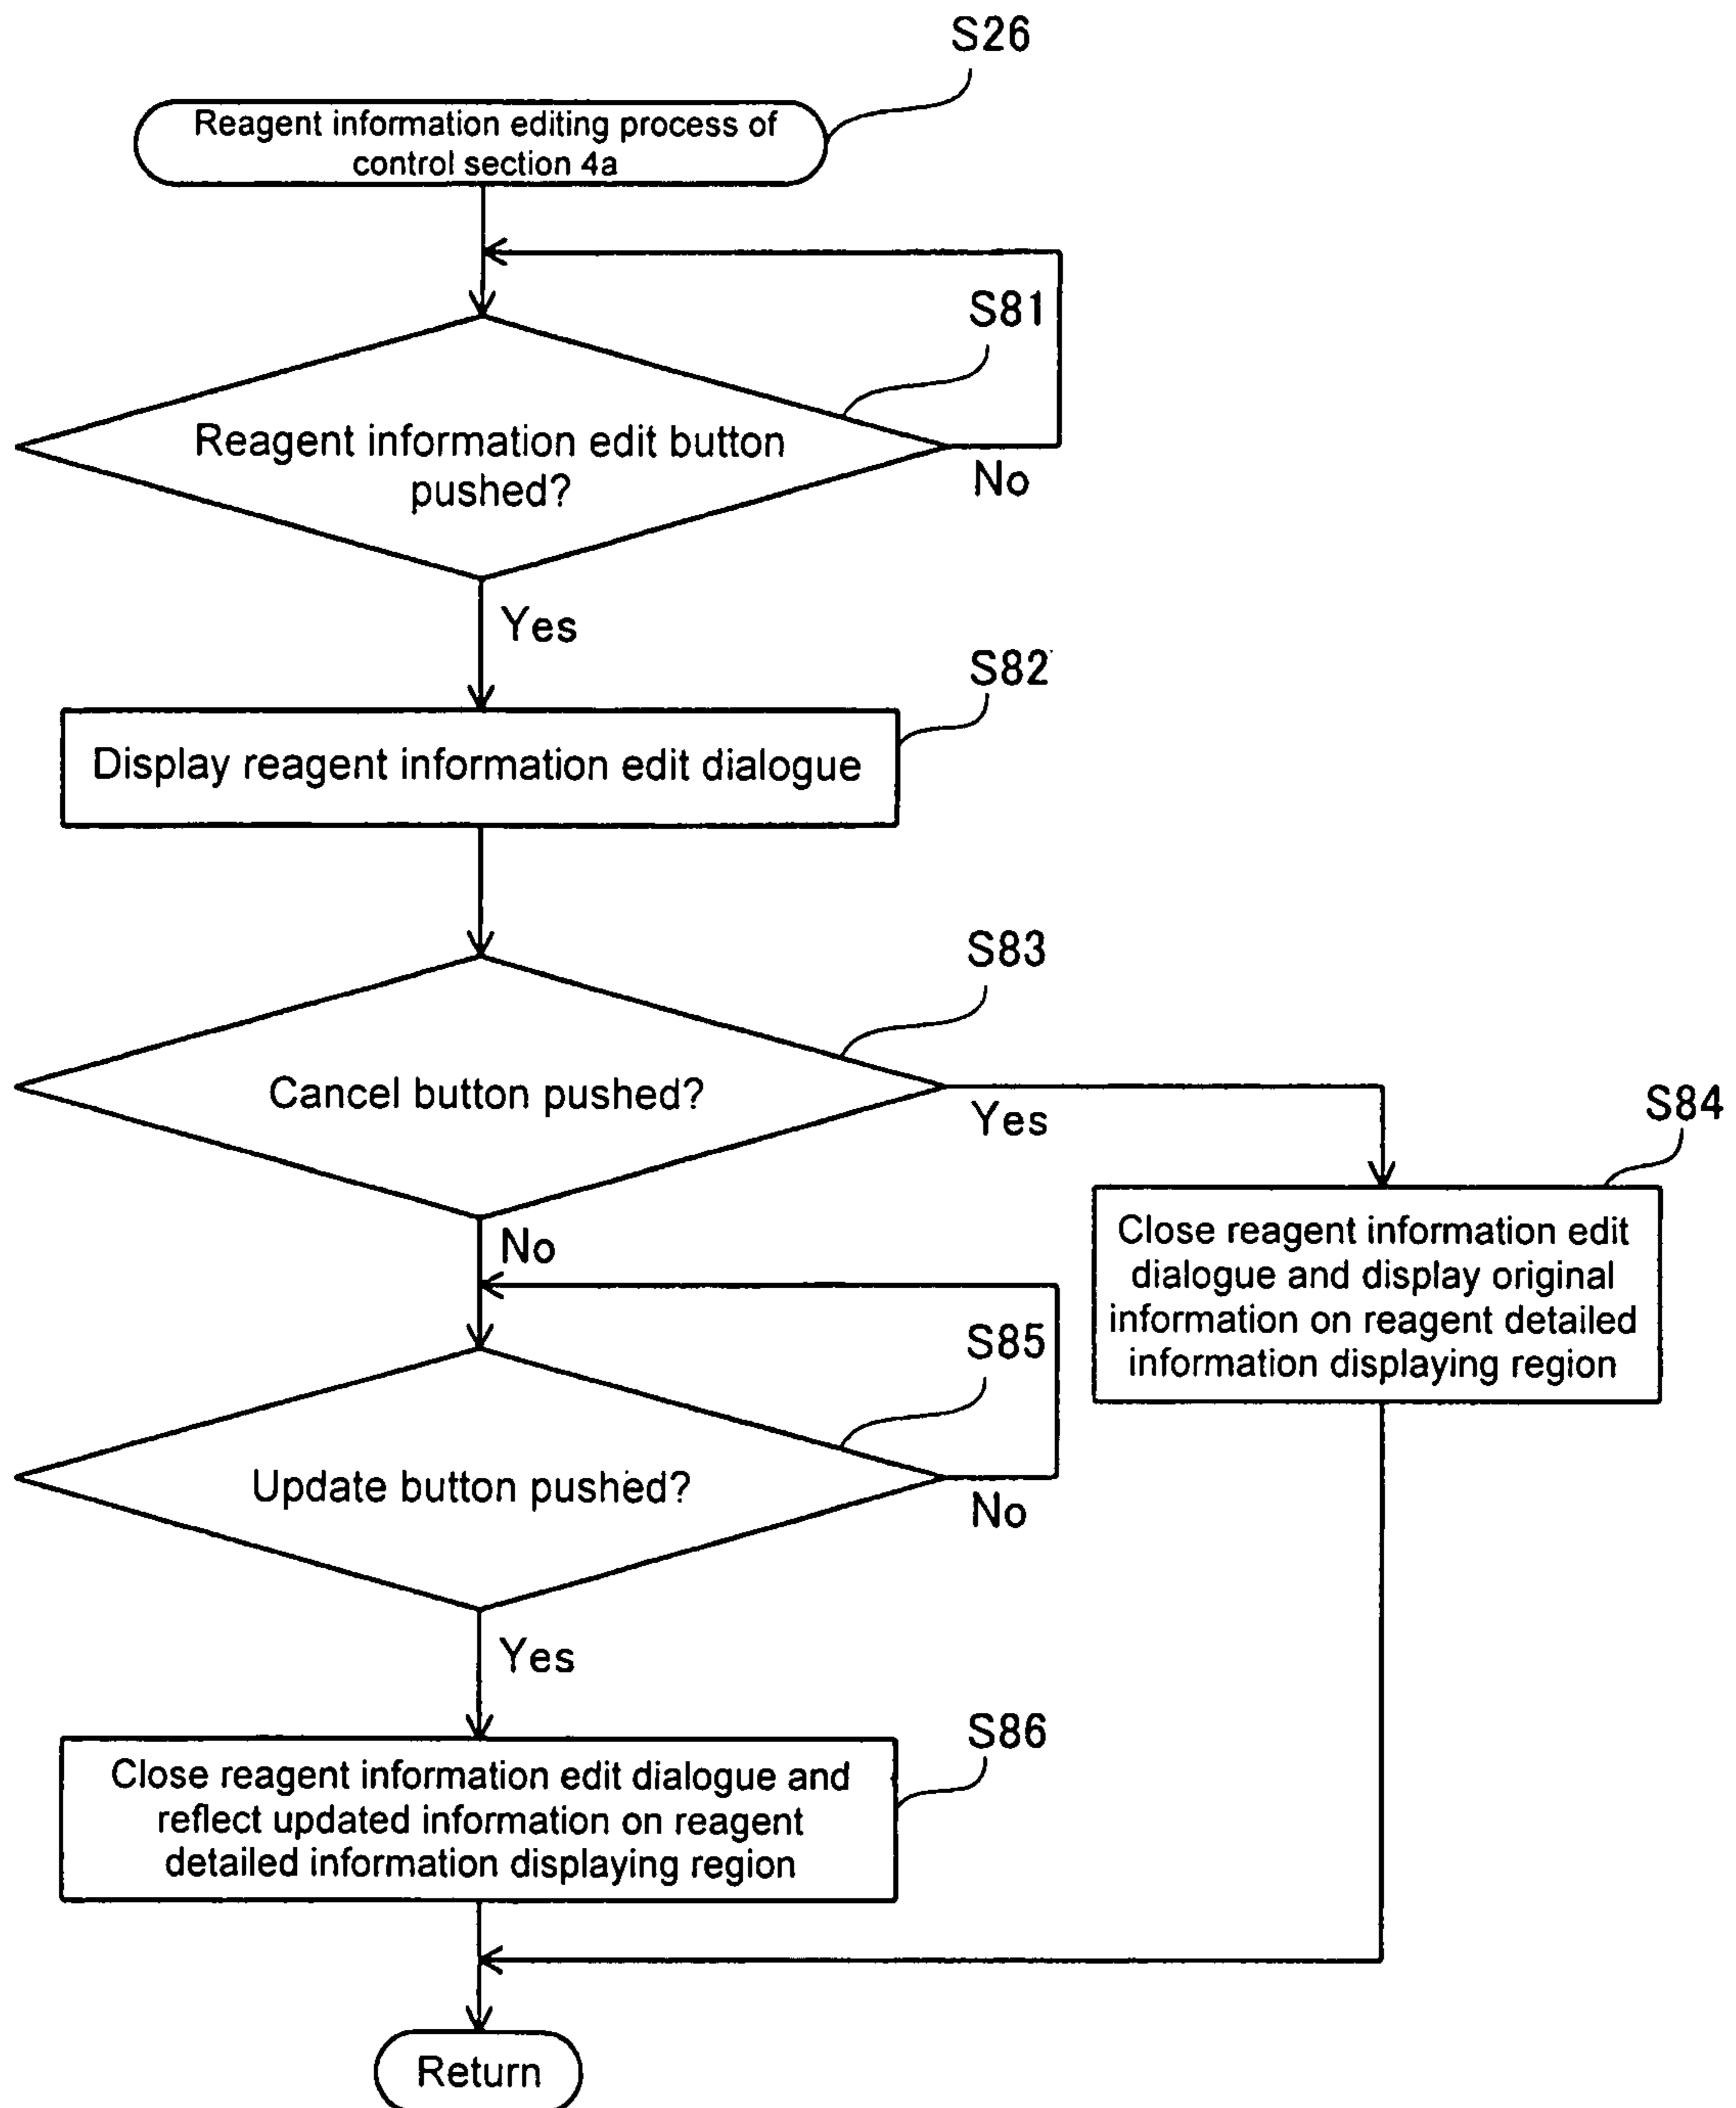 S26
Reagent information editing process of
control section 4a
S81
Reagent information edit button
pushed?
No
Yes
S82
Display reagent information edit dialogue
S83
Cancel button pushed?
Yes
S84
No
Close reagent information edit
dialogue and display original
information on reagent detailed
information displaying region
S85
Update button pushed?
No
Yes
S86
Close reagent information edit dialogue and
reflect updated information on reagent
detailed information displaying region
Return